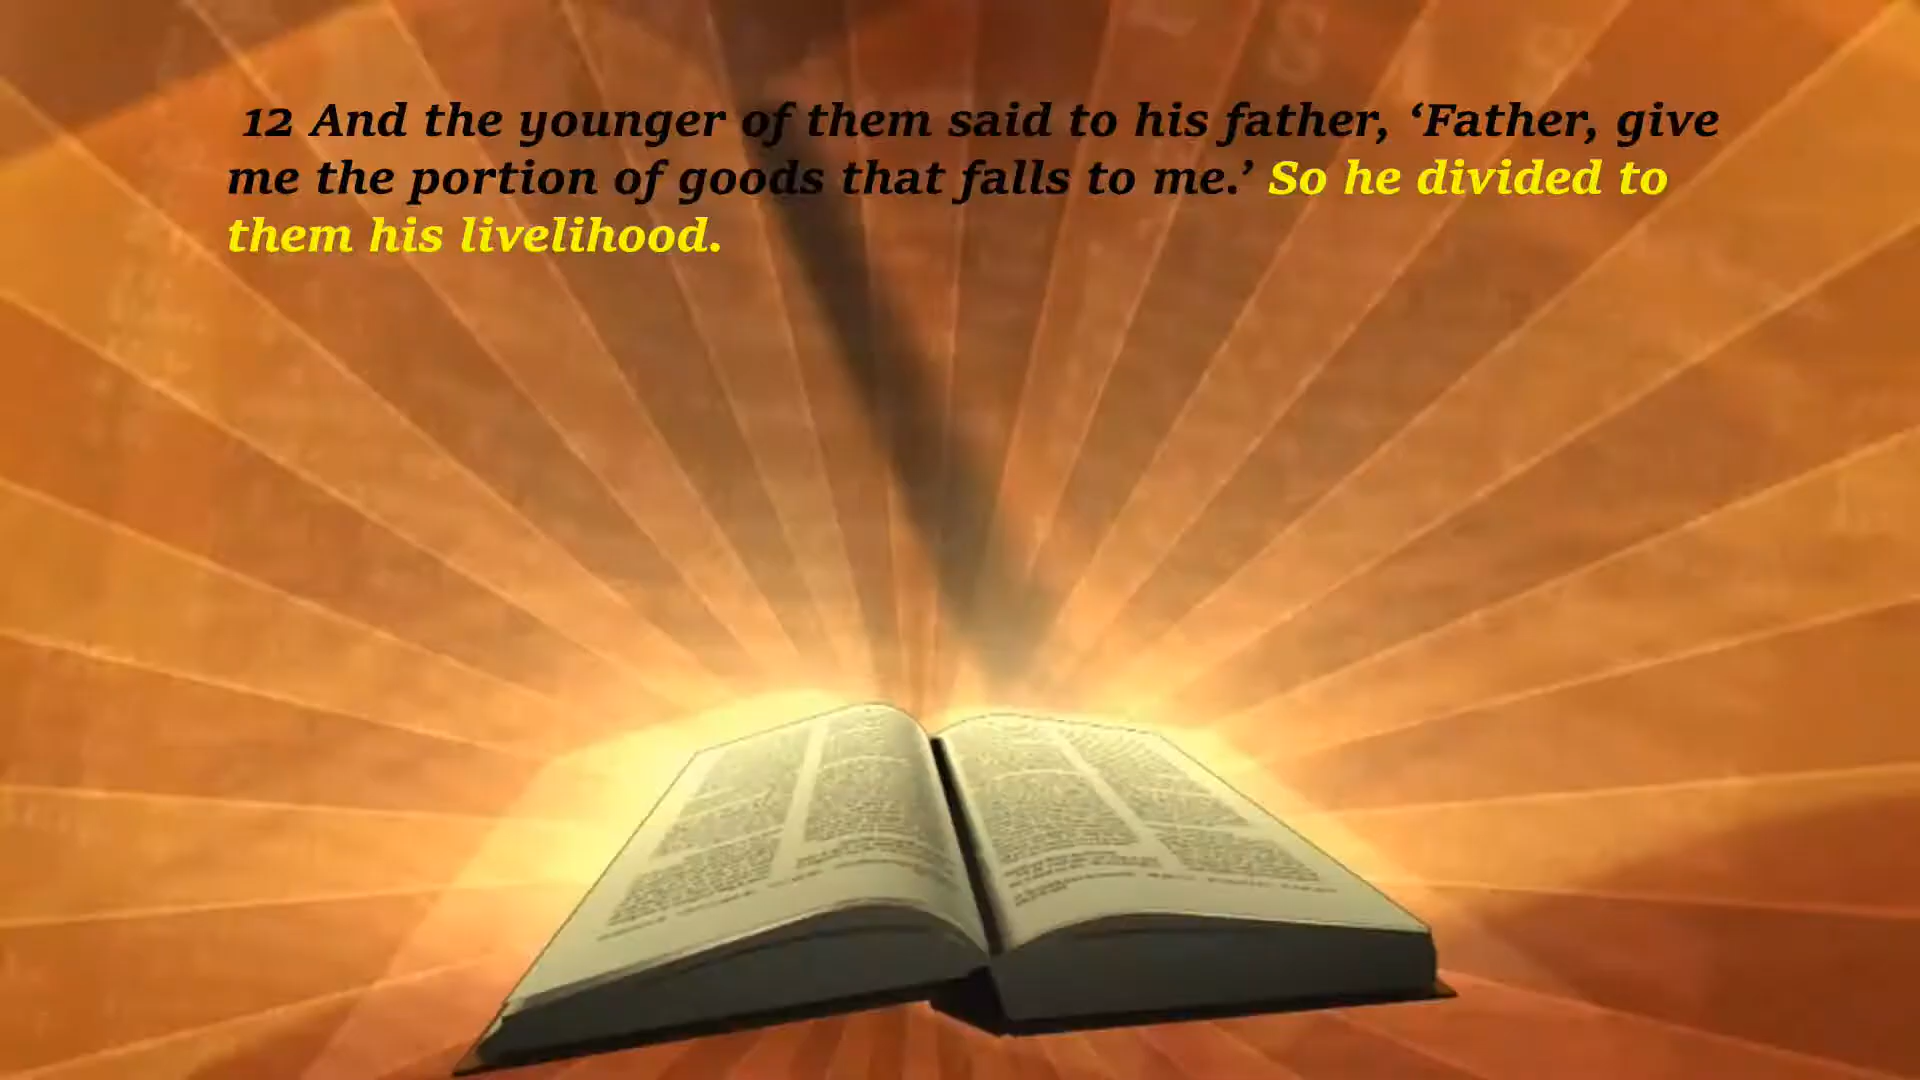 12 And the younger of them said to his father, ‘Father, give
me the portion of goods that falls to me.’ So he divided to
them his livelihood.